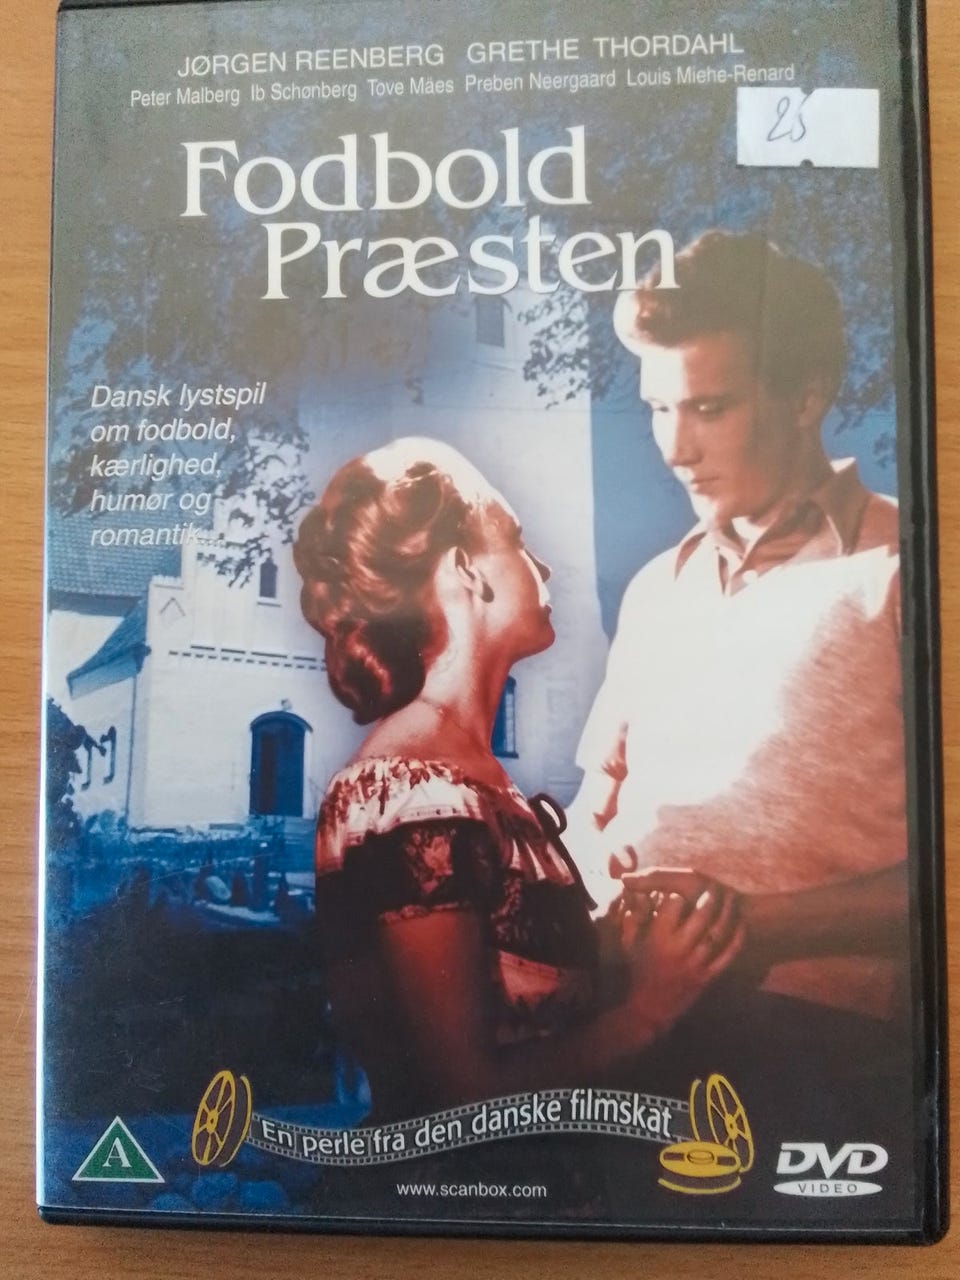 JØRGEN REENBERG GRETHE THORDAHL
Peter Malberg Ib Schønberg Tove Mäes Preben Neergaard Louis Miehe-Renard
25
Fodbold
Præsten
Dansk lystspil
om fodbold,
kærlighed,
humør og
romantik...
En perle fra den danske filmskat
A
www.scanbox.com
DVD
VIDEO